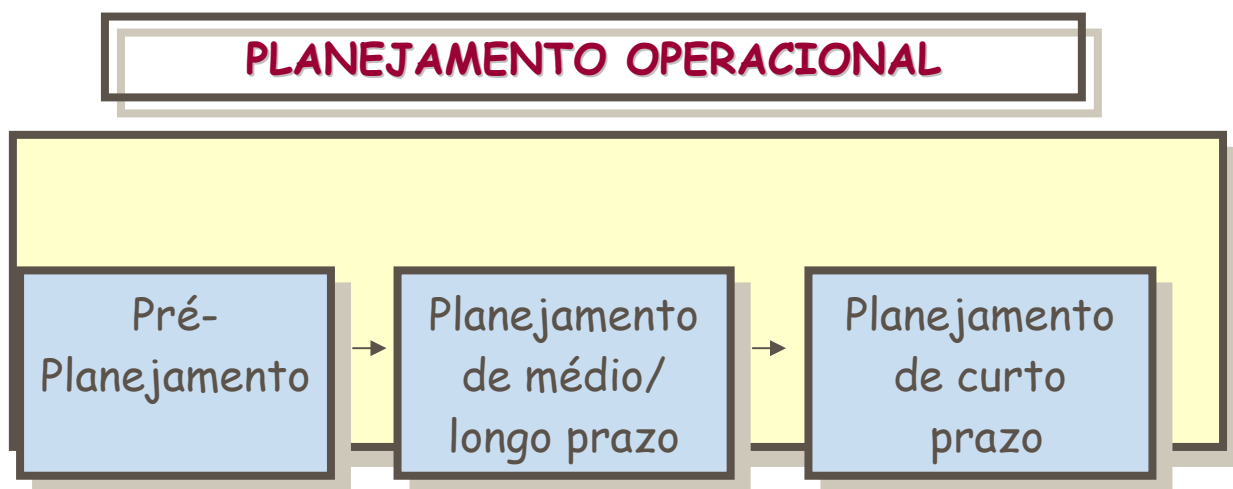 PLANEJAMENTO OPERACIONAL
Pré-
Planejamento
Planejamento
de médio/
longo prazo
Planejamento
de curto
prazo